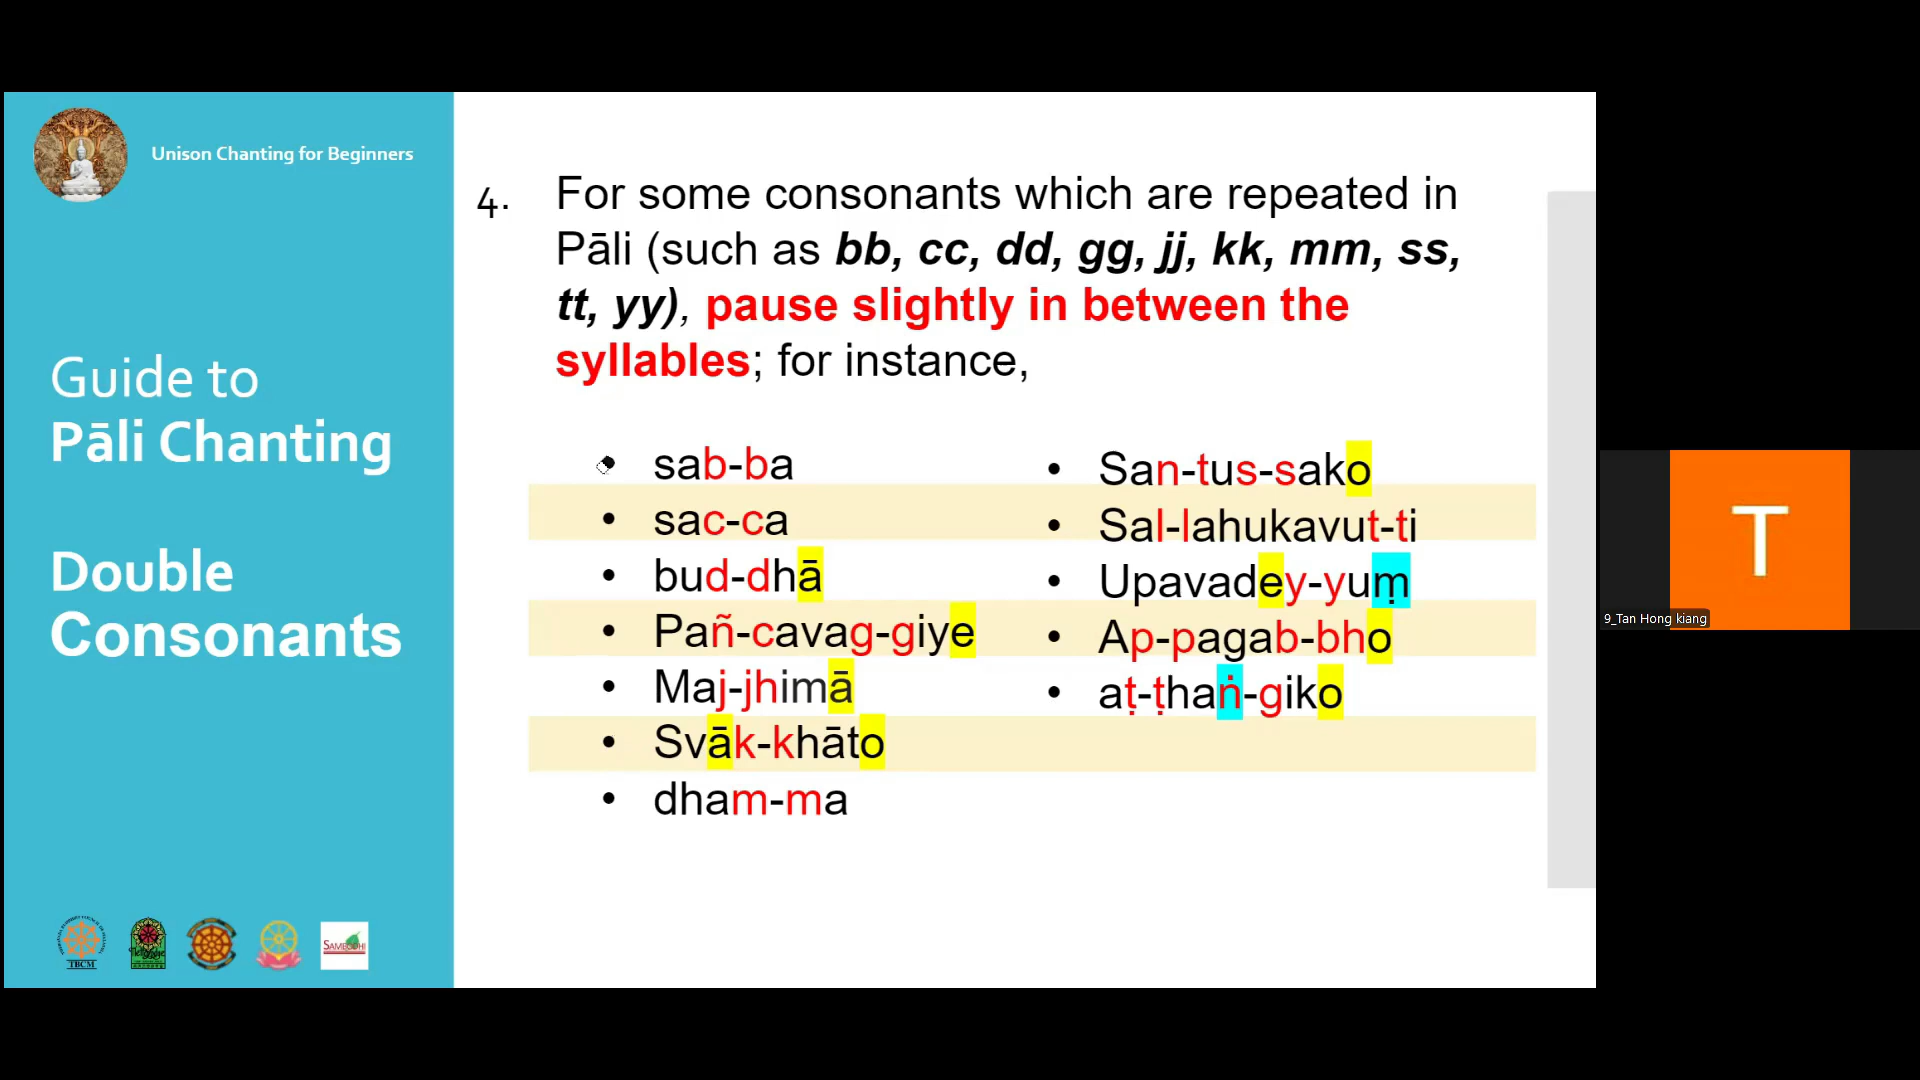 Unison Chanting for Beginners
Guide to
Pāli Chanting
Double
Consonants
TBCM
SAMBODHI
4. For some consonants which are repeated in
Pāli (such as bb, cc, dd, gg, jj, kk, mm, ss,
tt, yy), pause slightly in between the
syllables; for instance,
• sab-ba
• sac-ca
• bud-dhā
• Pañ-cavag-giye
• Maj-jhimā
• Svāk-khāto
• dham-ma
• San-tus-sako
• Sal-lahukavut-ti
• Upavadey-yuṃ
• Ap-pagab-bho
• aṭ-ṭhaṅ-giko
T
9_Tan Hong kiang